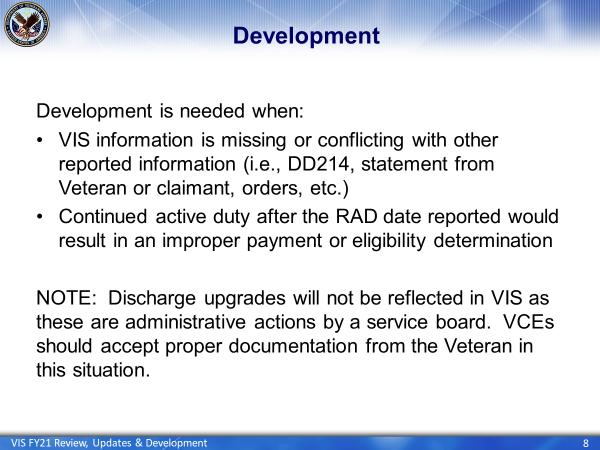 Development
Development is needed when:
• VIS information is missing or conflicting with other
reported information (i.e., DD214, statement from
Veteran or claimant, orders, etc.)
• Continued active duty after the RAD date reported would
result in an improper payment or eligibility determination
NOTE:  Discharge upgrades will not be reflected in VIS as
these are administrative actions by a service board.  VCEs
should accept proper documentation from the Veteran in
this situation.
VIS FY21 Review, Updates & Development
8